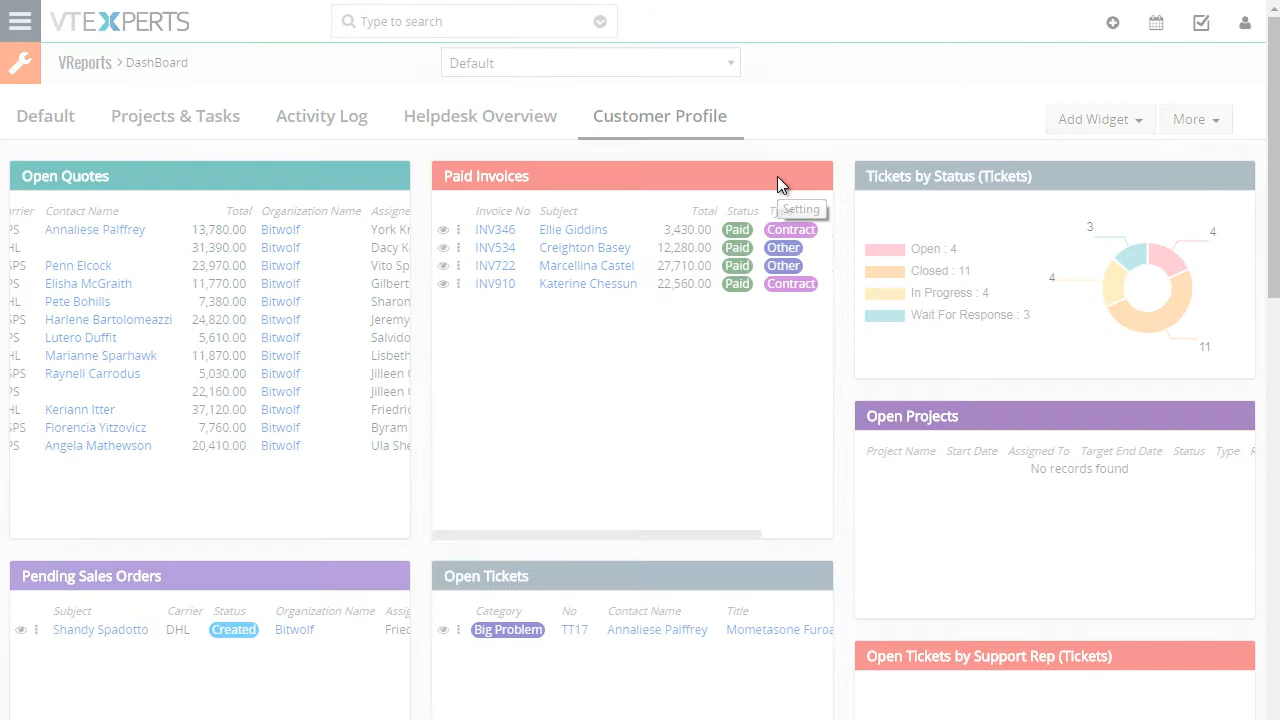 VTEXPERTS
Type to search
VReports > DashBoard
Default
Default Projects & Tasks Activity Log Helpdesk Overview Customer Profile
Add Widget More
Open Quotes
Contact Name Total Organization Name
Annaliese Palffrey 13,780.00 Bitwolf York
31,390.00 Bitwolf Dacy
Penn Elcock 23,970.00 Bitwolf Vito
Elisha McGraith 11,770.00 Bitwolf Gilbert
Pete Bohills 7,380.00 Bitwolf Sharon
Harlene Bartolomeazzi 24,820.00 Bitwolf Jeremy
Lutero Duffit 5,610.00 Bitwolf Salvido
Marianne Sparhawk 11,870.00 Bitwolf Lisbeth
Raynell Carrodus 5,030.00 Bitwolf Jilleen
22,160.00 Bitwolf Jilleen
Keriann Itter 37,120.00 Bitwolf
Florencia Yitzovicz 7,760.00 Bitwolf Byram
Angela Mathewson 20,410.00 Bitwolf Ula
Paid Invoices
Setting
Invoice No Subject Total Status
INV346 Ellie Giddins 3,430.00 Paid Contract
INV534 Creighton Basey 12,280.00 Paid Other
INV722 Marcellina Castel 27,710.00 Paid Other
INV910 Katerine Chessun 22,560.00 Paid Contract
Tickets by Status (Tickets)
Open : 4
Closed : 11
In Progress : 4
Wait For Response : 3
3
4
4
11
Open Projects
Project Name Start Date Assigned To Target End Date Status Type
No records found
Pending Sales Orders
Subject Carrier Status Organization Name
Shandy Spadotto DHL Created Bitwolf
Open Tickets
Category No Contact Name Title
Big Problem TT17 Annaliese Palffrey Mometasone
Open Tickets by Support Rep (Tickets)